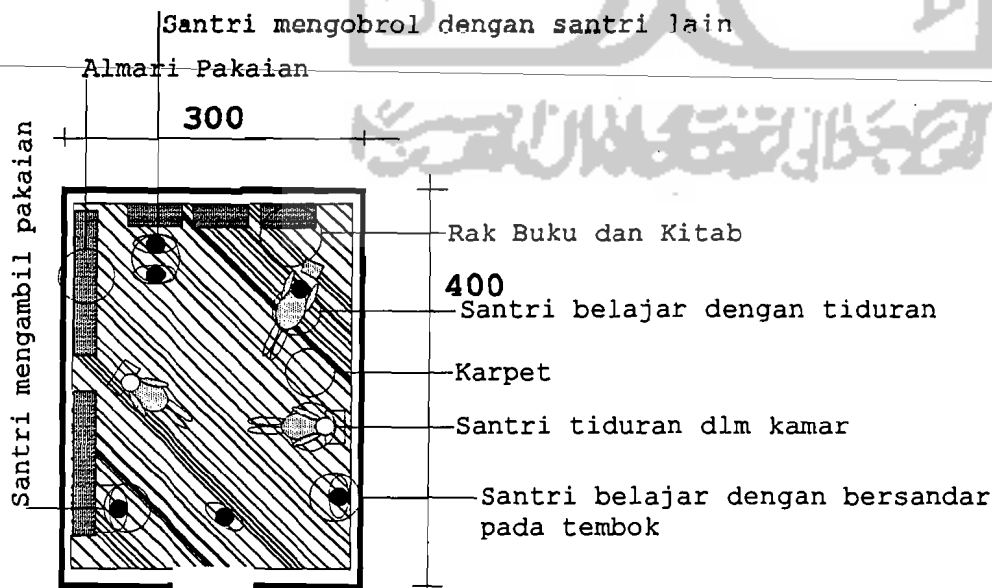 Santri mengobrol dengan santri lain
Almari Pakaian
300
Santri mengambil pakaian
Rak Buku dan Kitab
400
Santri belajar dengan tiduran
Karpet
Santri tiduran dlm kamar
Santri belajar dengan bersandar
pada tembok